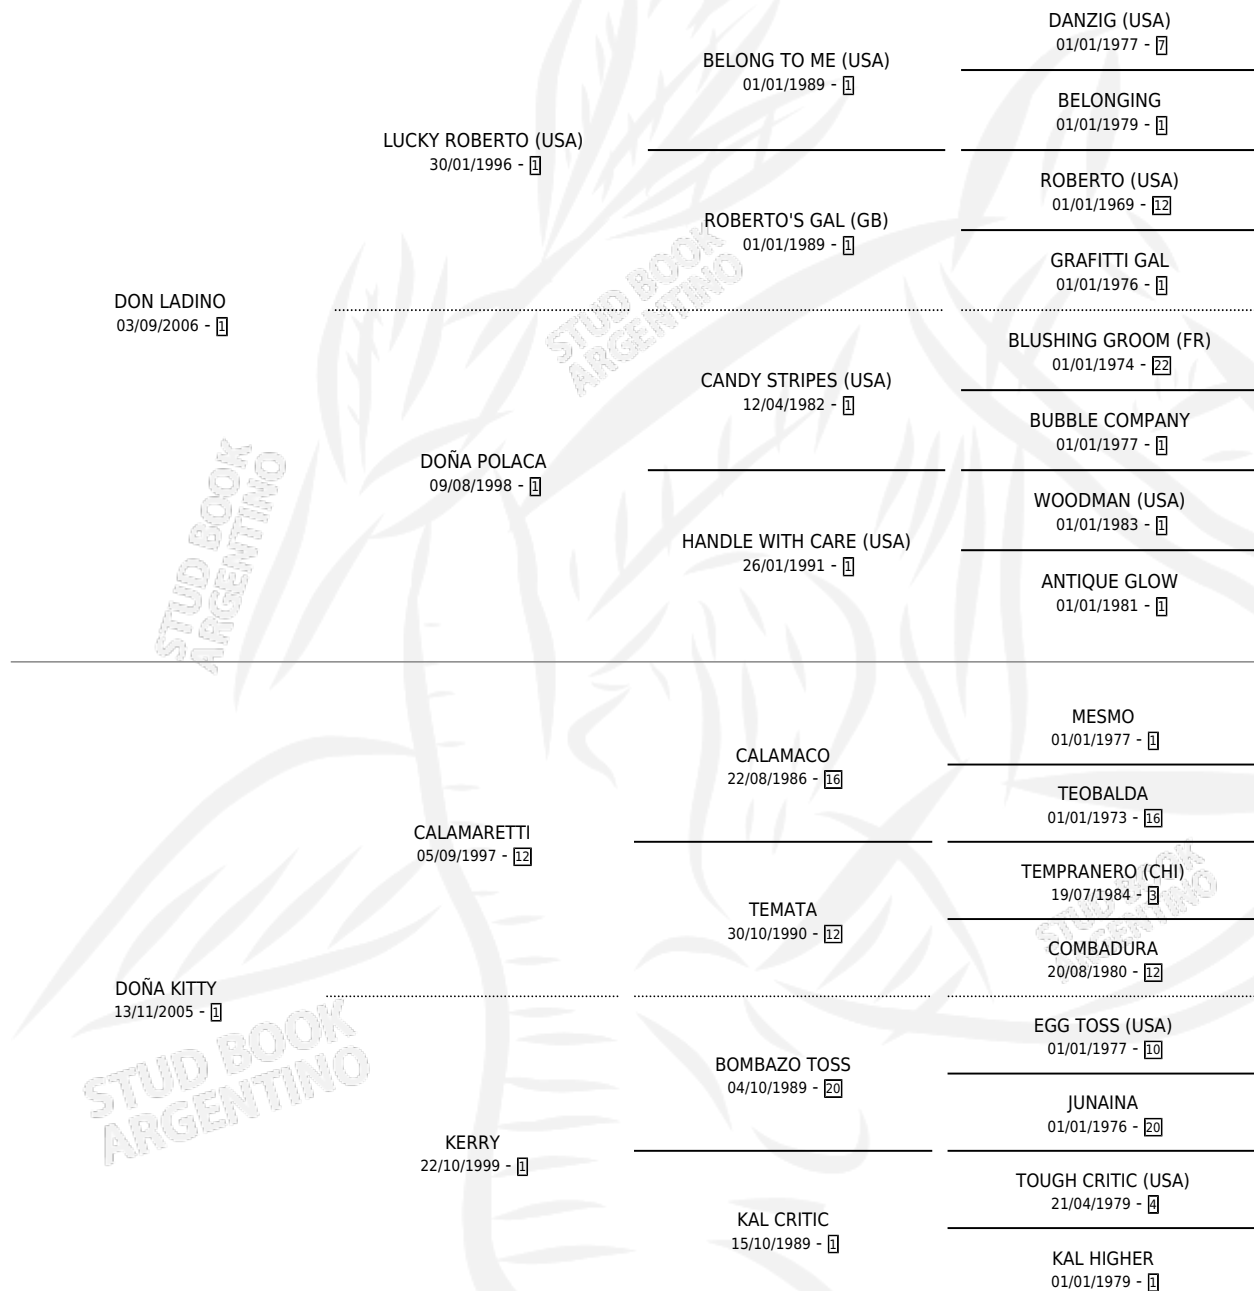 DANZIG (USA)
01/01/1977 - 7
BELONG TO ME (USA)
01/01/1989 - 1
BELONGING
01/01/1979 - 1
LUCKY ROBERTO (USA)
30/01/1996 - 1
ROBERTO (USA)
01/01/1969 - 12
ROBERTO'S GAL (GB)
01/01/1989 - 1
GRAFITTI GAL
01/01/1976 - 1
DON LADINO
03/09/2006 - 1
BLUSHING GROOM (FR)
01/01/1974 - 22
CANDY STRIPES (USA)
12/04/1982 - 1
BUBBLE COMPANY
01/01/1977 - 1
DOÑA POLACA
09/08/1998 - 1
WOODMAN (USA)
01/01/1983 - 1
HANDLE WITH CARE (USA)
26/01/1991 - 1
ANTIQUE GLOW
01/01/1981 - 1
MESMO
01/01/1977 - 1
CALAMACO
22/08/1986 - 16
TEOBALDA
01/01/1973 - 16
CALAMARETTI
05/09/1997 - 12
TEMPRANERO (CHI)
19/07/1984 - 3
TEMATA
30/10/1990 - 12
COMBADURA
20/08/1980 - 12
DOÑA KITTY
13/11/2005 - 1
EGG TOSS (USA)
01/01/1977 - 10
BOMBAZO TOSS
04/10/1989 - 20
JUNAINA
01/01/1976 - 20
KERRY
22/10/1999 - 1
TOUGH CRITIC (USA)
21/04/1979 - 4
KAL CRITIC
15/10/1989 - 1
KAL HIGHER
01/01/1979 - 1
STUD BOOK
ARGENTINO
STUD BOOK
ARGENTINO
STUD BOOK
ARGENTINO
STUD BOOK
ARGENTINO